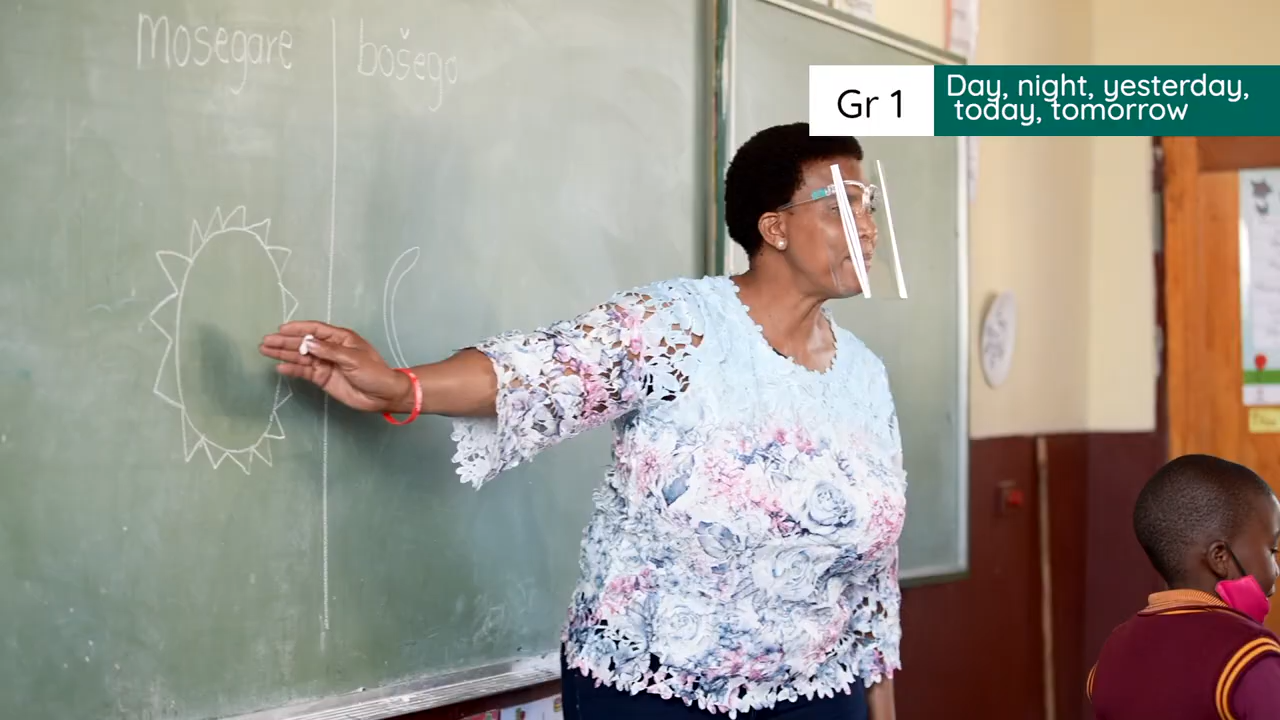 Mosegare bošego
Gr 1
Day, night, yesterday,
today, tomorrow